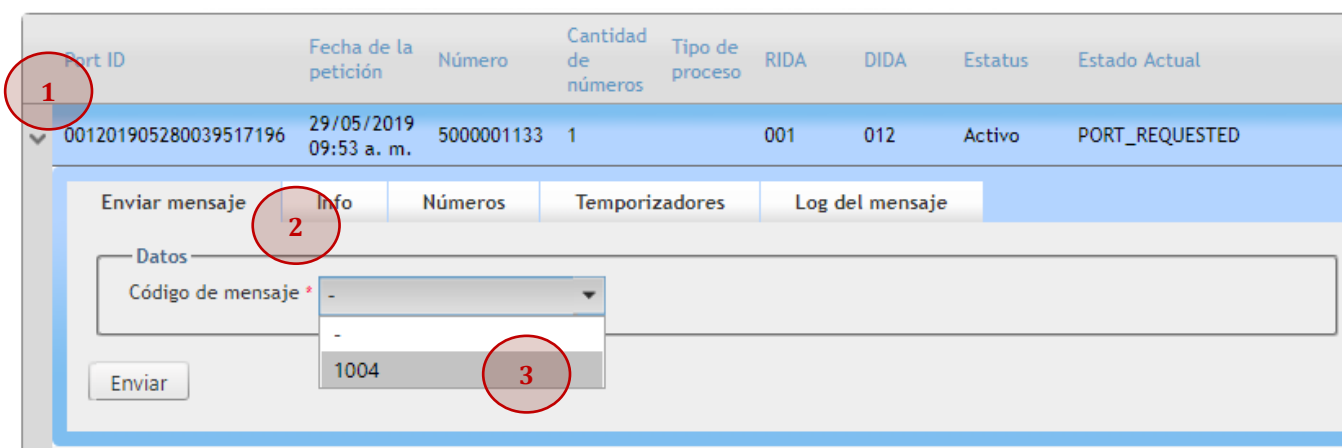 Port ID Fecha de la petición Número Cantidad de números Tipo de proceso RIDA DIDA Estatus Estado Actual
1
001201905280039517196 29/05/2019 09:53 a. m. 5000001133 1 001 012 Activo PORT_REQUESTED
Enviar mensaje Info Números Temporizadores Log del mensaje
2
Datos
Código de mensaje * -
-
1004
3
Enviar